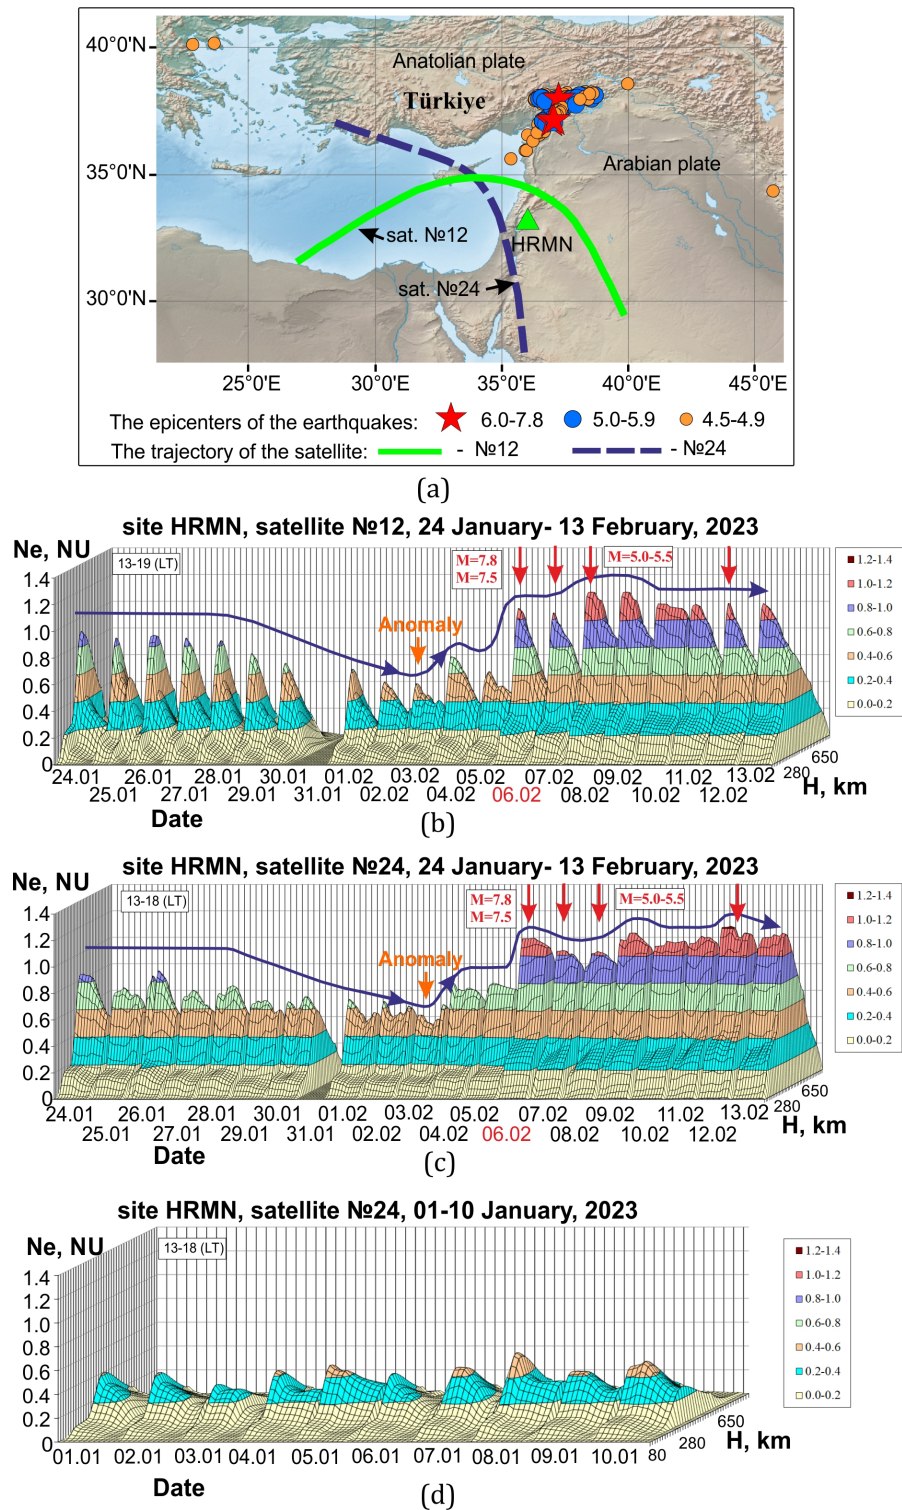 40°0'N
35°0'N
30°0'N
Anatolian plate
Türkiye
Arabian plate
sat. №12
HRMN
sat. №24
25°0'E 30°0'E 35°0'E 40°0'E 45°0'E
The epicenters of the earthquakes: 6.0-7.8 5.0-5.9 4.5-4.9
The trajectory of the satellite: - №12 - №24
(a)
site HRMN, satellite №12, 24 January- 13 February, 2023
Ne, NU
13-19 (LT)
M=7.8
M=7.5
M=5.0-5.5
Anomaly
1.4
1.2
1.0
0.8
0.6
0.4
0.2
0
1.2-1.4
1.0-1.2
0.8-1.0
0.6-0.8
0.4-0.6
0.2-0.4
0.0-0.2
24.01 26.01 28.01 30.01 01.02 03.02 05.02 07.02 09.02 11.02 13.02
25.01 27.01 29.01 31.01 02.02 04.02 06.02 08.02 10.02 12.02
280 650
H, km
Date
(b)
site HRMN, satellite №24, 24 January- 13 February, 2023
Ne, NU
13-18 (LT)
M=7.8
M=7.5
M=5.0-5.5
Anomaly
1.4
1.2
1.0
0.8
0.6
0.4
0.2
0
1.2-1.4
1.0-1.2
0.8-1.0
0.6-0.8
0.4-0.6
0.2-0.4
0.0-0.2
24.01 26.01 28.01 30.01 01.02 03.02 05.02 07.02 09.02 11.02 13.02
25.01 27.01 29.01 31.01 02.02 04.02 06.02 08.02 10.02 12.02
280 650
H, km
Date
(c)
site HRMN, satellite №24, 01-10 January, 2023
Ne, NU
13-18 (LT)
1.4
1.2
1.0
0.8
0.6
0.4
0.2
0
1.2-1.4
1.0-1.2
0.8-1.0
0.6-0.8
0.4-0.6
0.2-0.4
0.0-0.2
01.01 02.01 03.01 04.01 05.01 06.01 07.01 08.01 09.01 10.01
80 280 650
H, km
Date
(d)